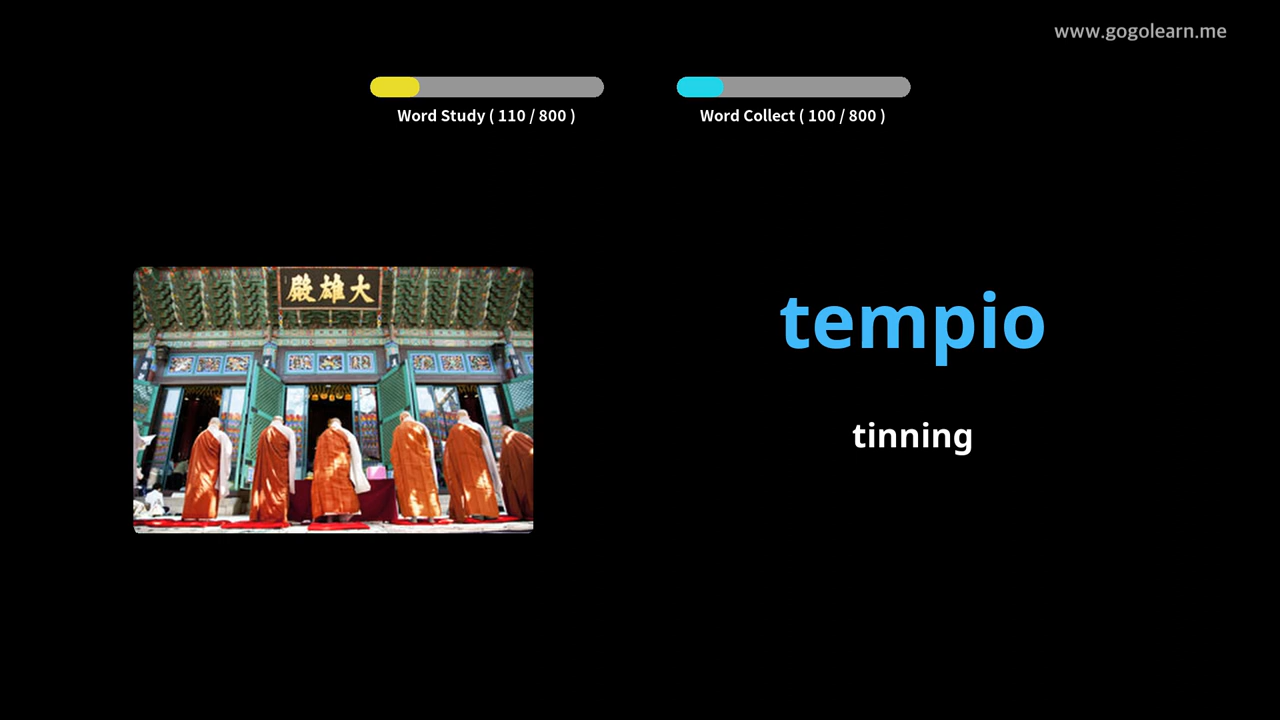 www.gogolearn.me
Word Study ( 110 / 800 )
Word Collect ( 100 / 800 )
殿雄大
tempio
tinning